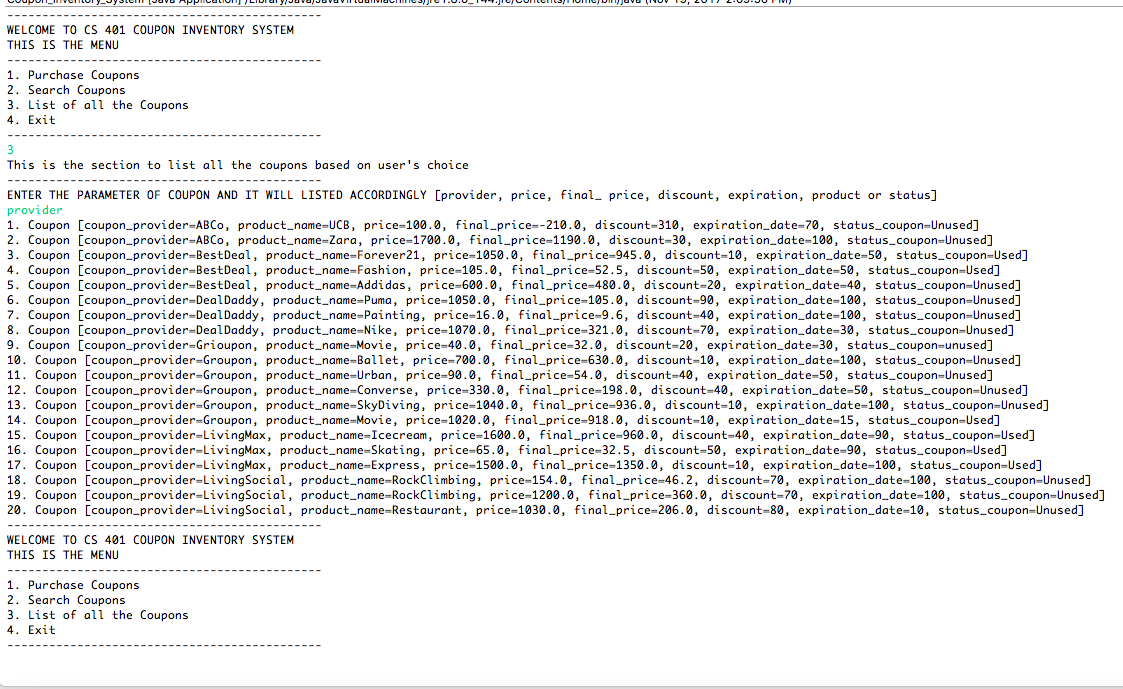 Coupon_Inventory_System [Java Application] /Library/Java/JavaVirtualMachines/jre1.8.0_144.jre/Contents/Home/bin/java (Nov 19, 2017
---------------------------------------------
WELCOME TO CS 401 COUPON INVENTORY SYSTEM
THIS IS THE MENU
---------------------------------------------
1. Purchase Coupons
2. Search Coupons
3. List of all the Coupons
4. Exit
---------------------------------------------
3
This is the section to list all the coupons based on user's choice
---------------------------------------------
ENTER THE PARAMETER OF COUPON AND IT WILL LISTED ACCORDINGLY [provider, price, final_ price, discount, expiration, product or status]
provider
1. Coupon [coupon_provider=ABCo, product_name=UCB, price=100.0, final_price=-210.0, discount=310, expiration_date=70, status_coupon=Unused]
2. Coupon [coupon_provider=ABCo, product_name=Zara, price=1700.0, final_price=1190.0, discount=30, expiration_date=100, status_coupon=Unused]
3. Coupon [coupon_provider=BestDeal, product_name=Forever21, price=1050.0, final_price=945.0, discount=10, expiration_date=50, status_coupon=Used]
4. Coupon [coupon_provider=BestDeal, product_name=Fashion, price=105.0, final_price=52.5, discount=50, expiration_date=50, status_coupon=Used]
5. Coupon [coupon_provider=BestDeal, product_name=Addidas, price=600.0, final_price=480.0, discount=20, expiration_date=40, status_coupon=Unused]
6. Coupon [coupon_provider=DealDaddy, product_name=Puma, price=1050.0, final_price=105.0, discount=90, expiration_date=100, status_coupon=Unused]
7. Coupon [coupon_provider=DealDaddy, product_name=Painting, price=16.0, final_price=9.6, discount=40, expiration_date=100, status_coupon=Unused]
8. Coupon [coupon_provider=DealDaddy, product_name=Nike, price=1070.0, final_price=321.0, discount=70, expiration_date=30, status_coupon=Unused]
9. Coupon [coupon_provider=Grioupon, product_name=Movie, price=40.0, final_price=32.0, discount=20, expiration_date=30, status_coupon=unused]
10. Coupon [coupon_provider=Groupon, product_name=Ballet, price=700.0, final_price=630.0, discount=10, expiration_date=100, status_coupon=Unused]
11. Coupon [coupon_provider=Groupon, product_name=Urban, price=90.0, final_price=54.0, discount=40, expiration_date=50, status_coupon=Unused]
12. Coupon [coupon_provider=Groupon, product_name=Converse, price=330.0, final_price=198.0, discount=40, expiration_date=50, status_coupon=Unused]
13. Coupon [coupon_provider=Groupon, product_name=SkyDiving, price=1040.0, final_price=936.0, discount=10, expiration_date=100, status_coupon=Unused]
14. Coupon [coupon_provider=Groupon, product_name=Movie, price=1020.0, final_price=918.0, discount=10, expiration_date=15, status_coupon=Used]
15. Coupon [coupon_provider=LivingMax, product_name=Icecream, price=1600.0, final_price=960.0, discount=40, expiration_date=90, status_coupon=Used]
16. Coupon [coupon_provider=LivingMax, product_name=Skating, price=65.0, final_price=32.5, discount=50, expiration_date=90, status_coupon=Used]
17. Coupon [coupon_provider=LivingMax, product_name=Express, price=1500.0, final_price=1350.0, discount=10, expiration_date=100, status_coupon=Used]
18. Coupon [coupon_provider=LivingSocial, product_name=RockClimbing, price=154.0, final_price=46.2, discount=70, expiration_date=100, status_coupon=Unused]
19. Coupon [coupon_provider=LivingSocial, product_name=RockClimbing, price=1200.0, final_price=360.0, discount=70, expiration_date=100, status_coupon=Unused]
20. Coupon [coupon_provider=LivingSocial, product_name=Restaurant, price=1030.0, final_price=206.0, discount=80, expiration_date=10, status_coupon=Unused]
---------------------------------------------
WELCOME TO CS 401 COUPON INVENTORY SYSTEM
THIS IS THE MENU
---------------------------------------------
1. Purchase Coupons
2. Search Coupons
3. List of all the Coupons
4. Exit
---------------------------------------------